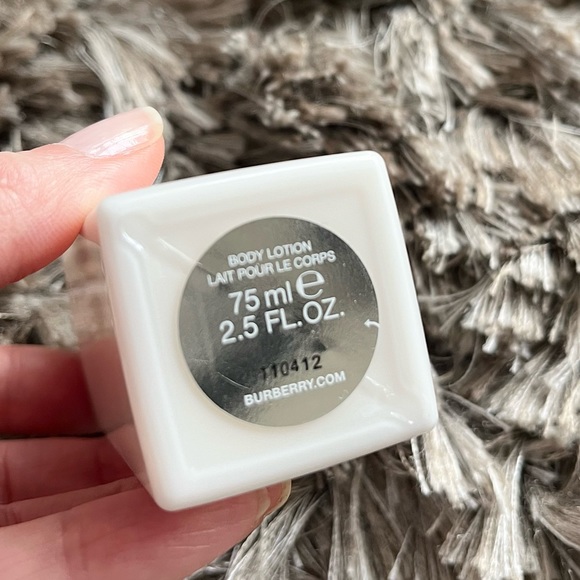 BODY LOTION
LAIT POUR LE CORPS
75 ml e
2.5 FL.OZ.
110412
BURBERRY.COM